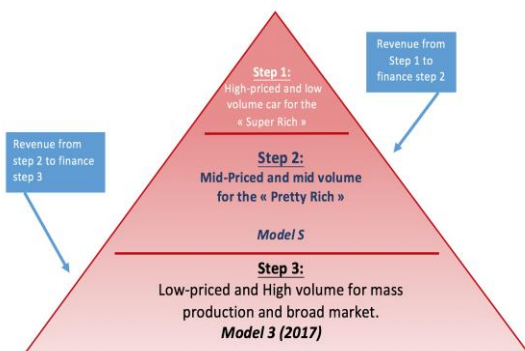 Step 1:
High-priced and low
volume car for the
« Super Rich »
Revenue from
Step 1 to
finance step 2
Revenue from
step 2 to finance
step 3
Step 2:
Mid-Priced and mid volume
for the « Pretty Rich »
Model S
Step 3:
Low-priced and High volume for mass
production and broad market.
Model 3 (2017)